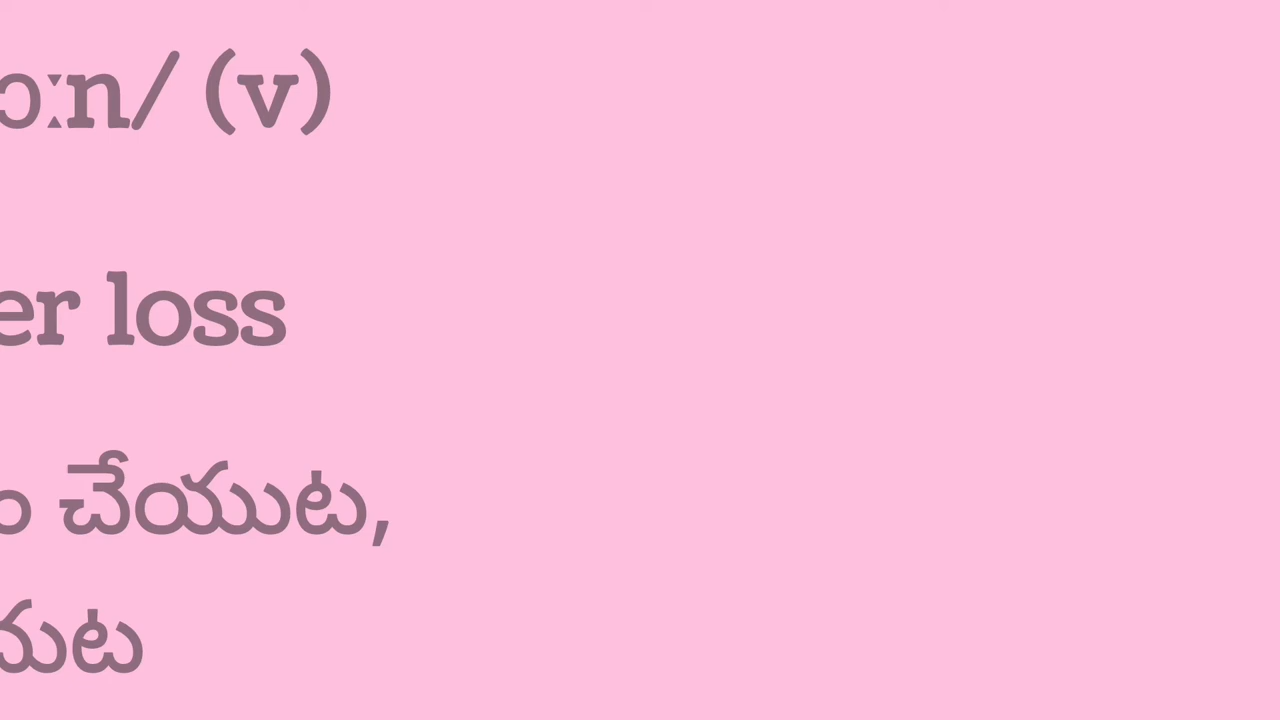 ɔːn/ (v)
er loss
ం చేయుట,
ుట